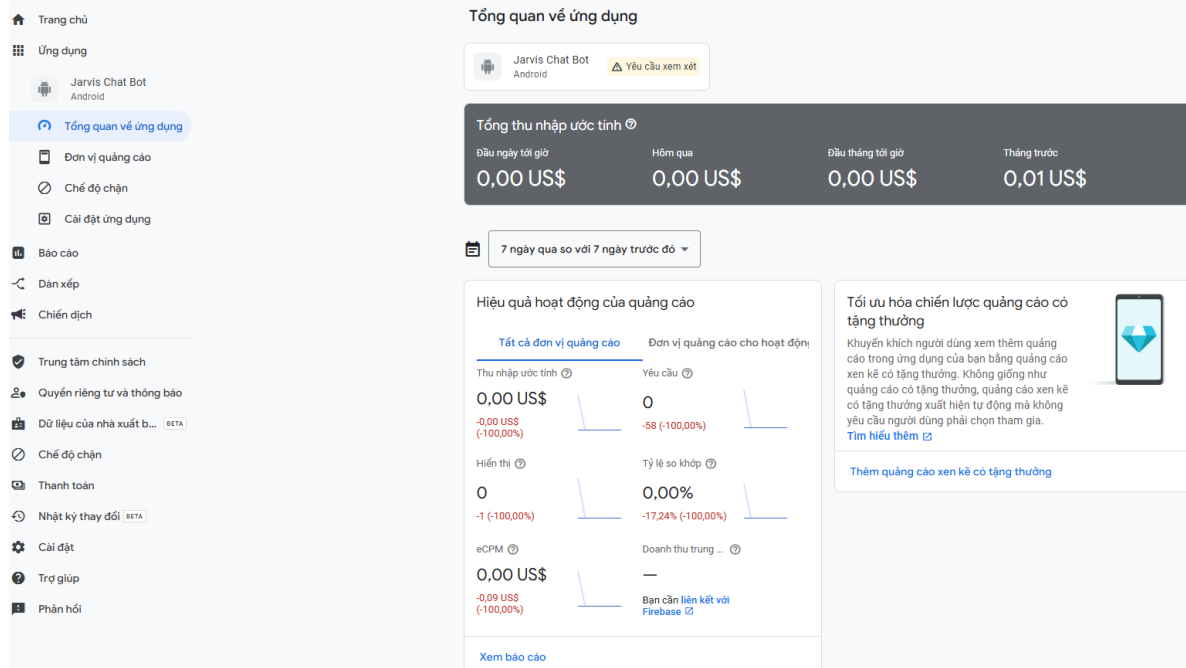 Trang chủ
Ứng dụng
Jarvis Chat Bot
Android
Tổng quan về ứng dụng
Đơn vị quảng cáo
Chế độ chặn
Cài đặt ứng dụng
Báo cáo
Dàn xếp
Chiến dịch
Trung tâm chính sách
Quyền riêng tư và thông báo
Dữ liệu của nhà xuất b... BETA
Chế độ chặn
Thanh toán
Nhật ký thay đổi BETA
Cài đặt
Trợ giúp
Phản hồi
Tổng quan về ứng dụng
Jarvis Chat Bot
Android
Yêu cầu xem xét
Tổng thu nhập ước tính
Đầu ngày tới giờ
0,00 US$
Hôm qua
0,00 US$
Đầu tháng tới giờ
0,00 US$
Tháng trước
0,01 US$
7 ngày qua so với 7 ngày trước đó
Hiệu quả hoạt động của quảng cáo
Tất cả đơn vị quảng cáo
Đơn vị quảng cáo cho hoạt động
Thu nhập ước tính
0,00 US$
-0,00 US$
(-100,00%)
Yêu cầu
0
-58 (-100,00%)
Hiển thị
0
-1 (-100,00%)
Tỷ lệ so khớp
0,00%
-17,24% (-100,00%)
eCPM
0,00 US$
-0,09 US$
(-100,00%)
Doanh thu trung ...
—
Bạn cần liên kết với
Firebase
Xem báo cáo
Tối ưu hóa chiến lược quảng cáo có
tặng thưởng
Khuyến khích người dùng xem thêm quảng
cáo trong ứng dụng của bạn bằng quảng cáo
xen kẽ có tặng thưởng. Không giống như
quảng cáo có tặng thưởng, quảng cáo xen kẽ
có tặng thưởng xuất hiện tự động mà không
yêu cầu người dùng phải chọn tham gia.
Tìm hiểu thêm
Thêm quảng cáo xen kẽ có tặng thưởng